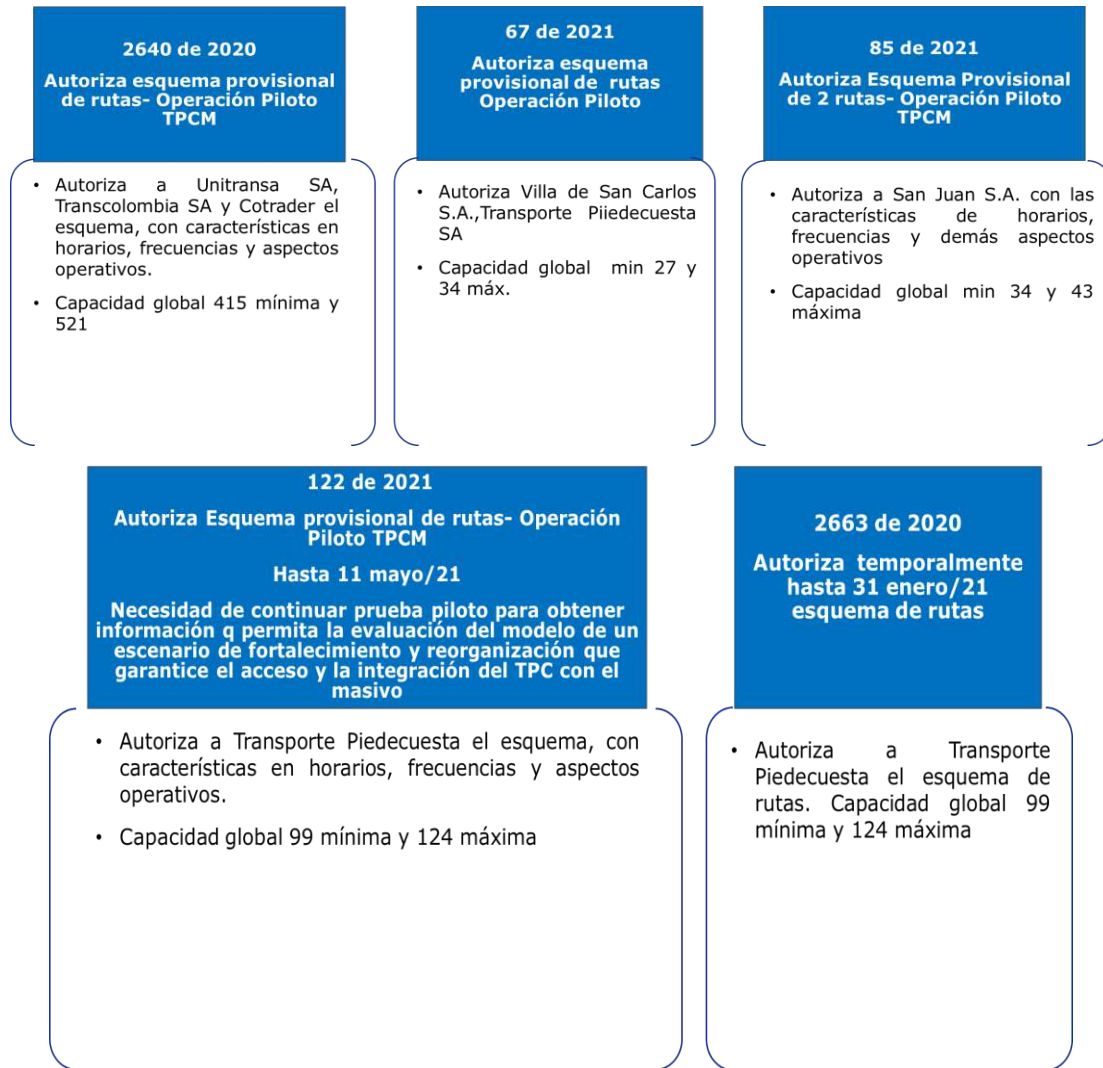 2640 de 2020
Autoriza esquema provisional
de rutas- Operación Piloto
TPCM
• Autoriza a Unitransa SA,
Transcolombia SA y Cotrader el
esquema, con características en
horarios, frecuencias y aspectos
operativos.
• Capacidad global 415 mínima y
521
67 de 2021
Autoriza esquema
provisional de rutas
Operación Piloto
• Autoriza Villa de San Carlos
S.A.,Transporte Piiedecuesta
SA
• Capacidad global min 27 y
34 máx.
85 de 2021
Autoriza Esquema Provisional
de 2 rutas- Operación Piloto
TPCM
• Autoriza a San Juan S.A. con las
características de horarios,
frecuencias y demás aspectos
operativos
• Capacidad global min 34 y 43
máxima
122 de 2021
Autoriza Esquema provisional de rutas- Operación
Piloto TPCM
Hasta 11 mayo/21
Necesidad de continuar prueba piloto para obtener
información q permita la evaluación del modelo de un
escenario de fortalecimiento y reorganización que
garantice el acceso y la integración del TPC con el
masivo
• Autoriza a Transporte Piedecuesta el esquema, con
características en horarios, frecuencias y aspectos
operativos.
• Capacidad global 99 mínima y 124 máxima
2663 de 2020
Autoriza temporalmente
hasta 31 enero/21
esquema de rutas
• Autoriza a Transporte
Piedecuesta el esquema de
rutas. Capacidad global 99
mínima y 124 máxima